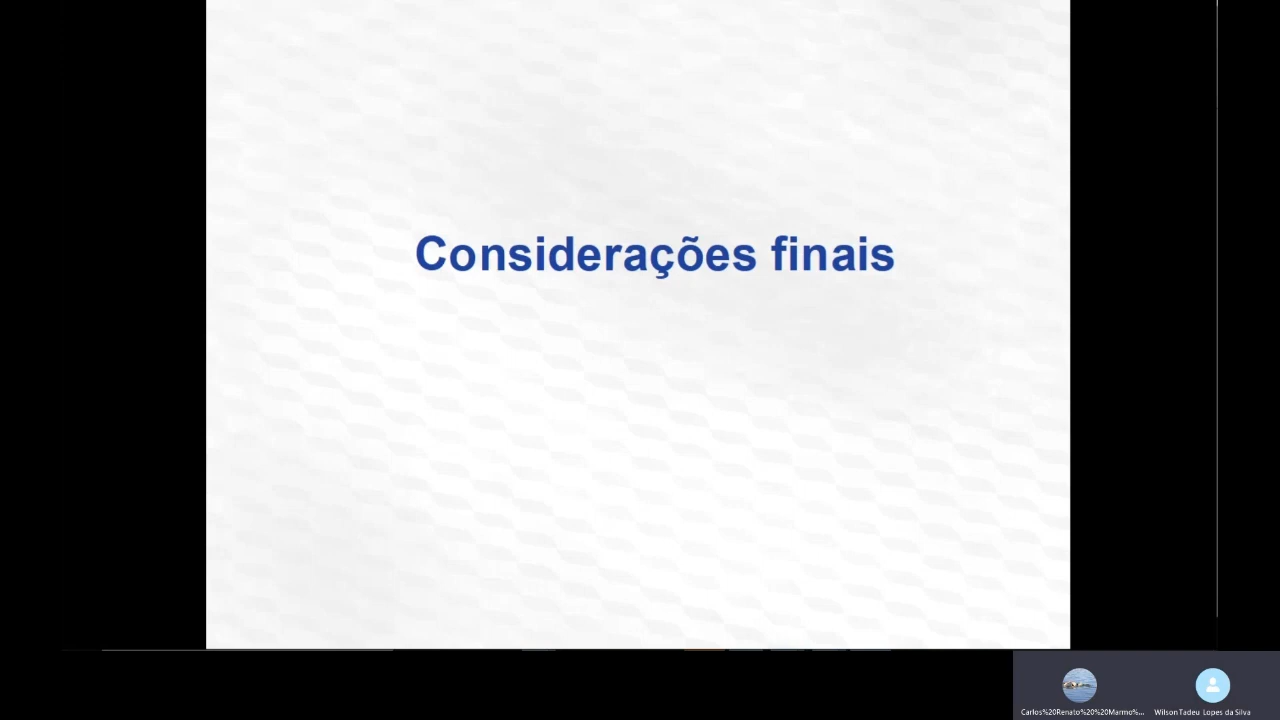 Considerações finais
Carlos%20Renato%20%20Marmo%...
Wilson Tadeu Lopes da Silva